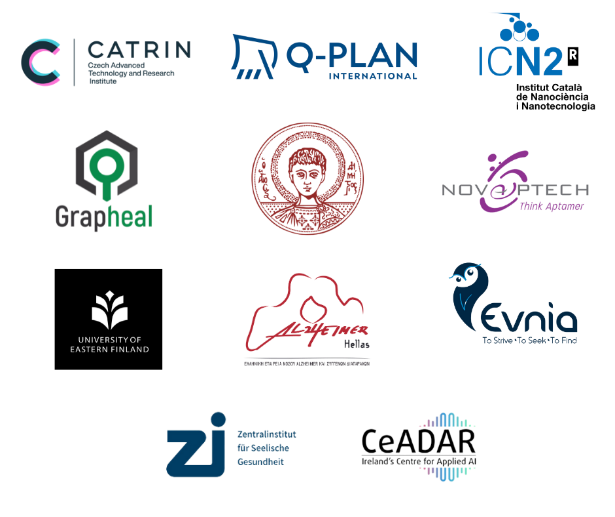 CATRIN
Czech Advanced
Technology and Research
Institute
Q-PLAN
INTERNATIONAL
ICN2R
Institut Català
de Nanociència
i Nanotecnologia
Grapheal
NOVAPTECH
Think Aptamer
UNIVERSITY OF
EASTERN FINLAND
ALZHEIMER
Hellas
Evnia
To Strive•To Seek•To Find
zi
Zentralinstitut
für Seelische
Gesundheit
CeADAR
Ireland's Centre for Applied AI